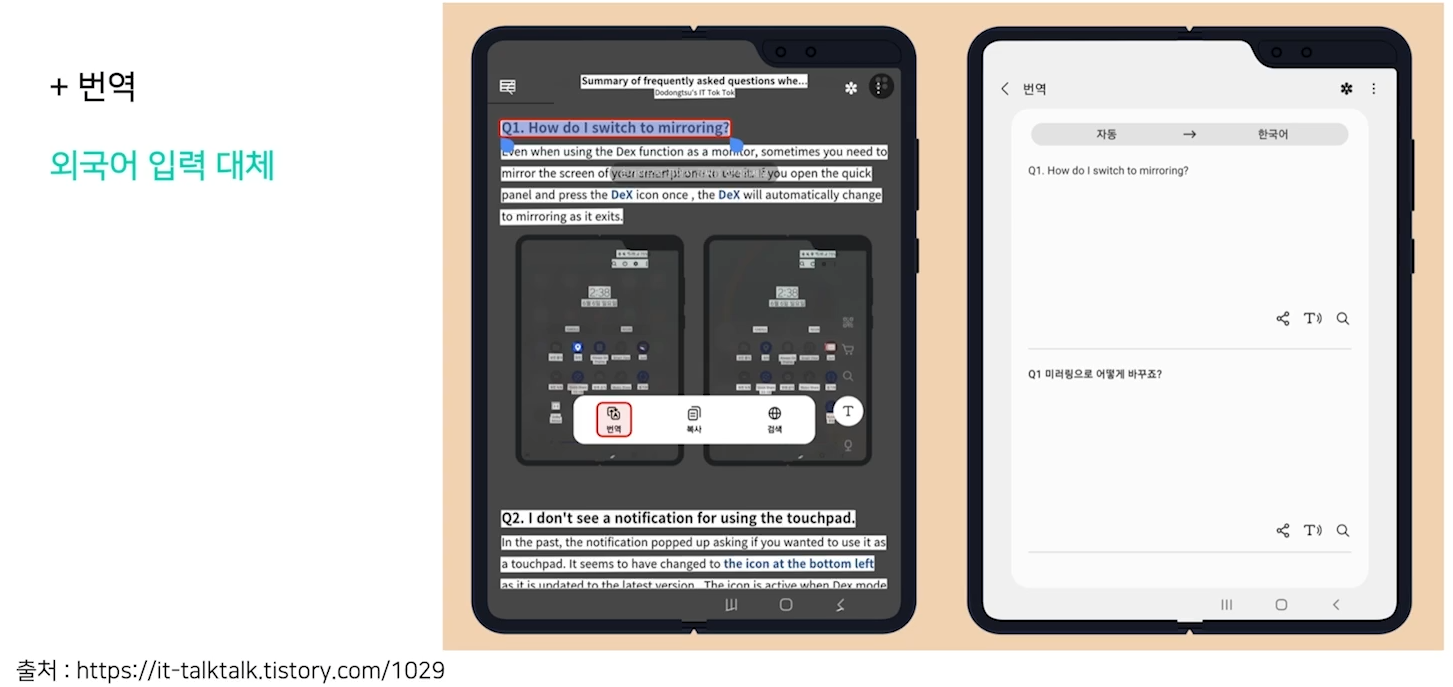 + 번역
외국어 입력 대체
Summary of frequently asked questions whe...
Dodongtsu's IT Tok Tok
Q1. How do I switch to mirroring?
Even when using the Dex function as a monitor, sometimes you need to
mirror the screen of your smartphone to use it. If you open the quick
panel and press the DeX icon once , the DeX will automatically change
to mirroring as it exits.
2:38
2:38
번역
복사
검색
T
Q2. I don't see a notification for using the touchpad.
In the past, the notification popped up asking if you wanted to use it as
a touchpad. It seems to have changed to the icon at the bottom left
as it is updated to the latest version . The icon is active when Dex mode
번역
자동 → 한국어
Q1. How do I switch to mirroring?
Q1 미러링으로 어떻게 바꾸죠?
출처 : https://it-talktalk.tistory.com/1029